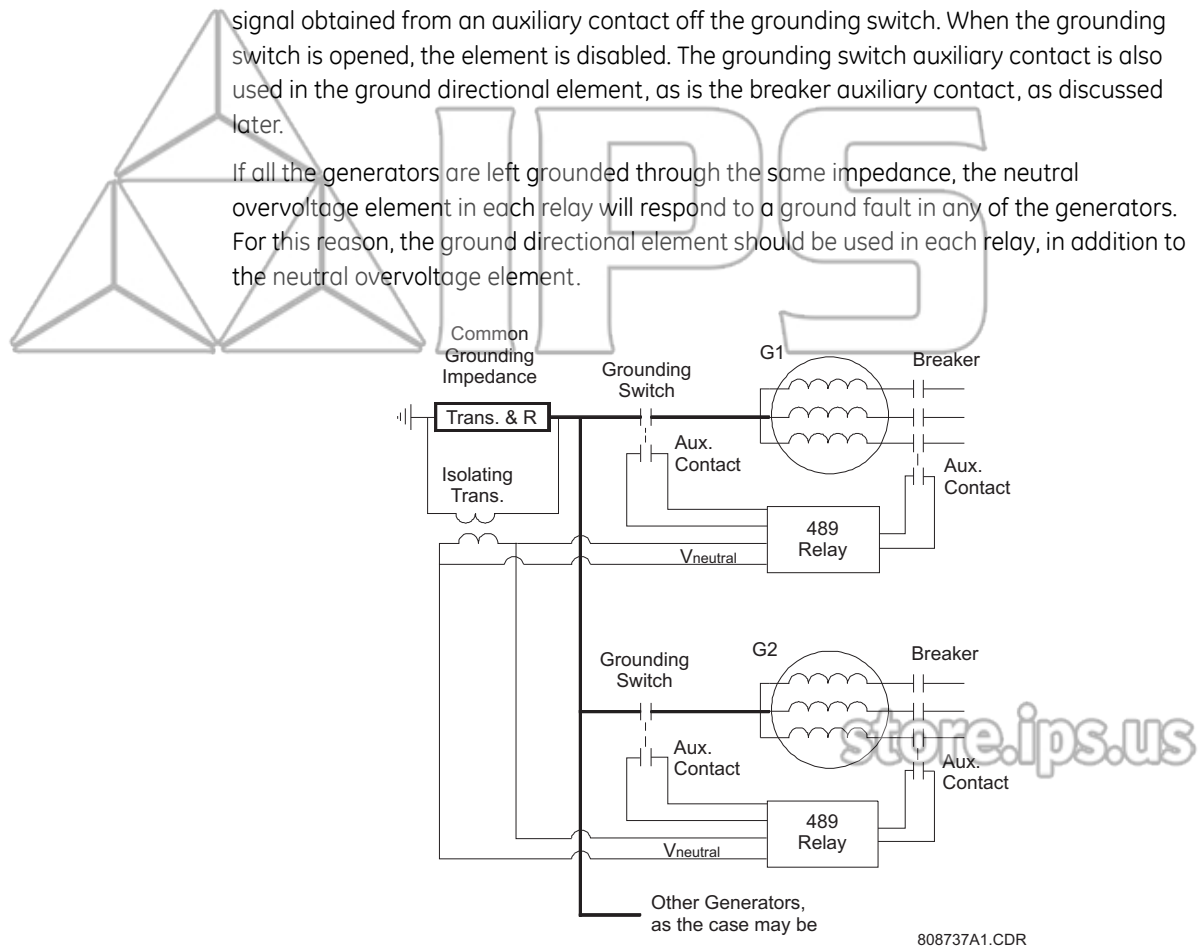 signal obtained from an auxiliary contact off the grounding switch. When the grounding
switch is opened, the element is disabled. The grounding switch auxiliary contact is also
used in the ground directional element, as is the breaker auxiliary contact, as discussed
later.
If all the generators are left grounded through the same impedance, the neutral
overvoltage element in each relay will respond to a ground fault in any of the generators.
For this reason, the ground directional element should be used in each relay, in addition to
the neutral overvoltage element.
IPS
Common
Grounding
Impedance
Trans. & R
Isolating
Trans.
Grounding
Switch
G1
Breaker
Aux.
Contact
Aux.
Contact
489
Relay
Vneutral
Grounding
Switch
G2
Breaker
store.ips.us
Aux.
Contact
Aux.
Contact
489
Relay
Vneutral
Other Generators,
as the case may be
808737A1.CDR